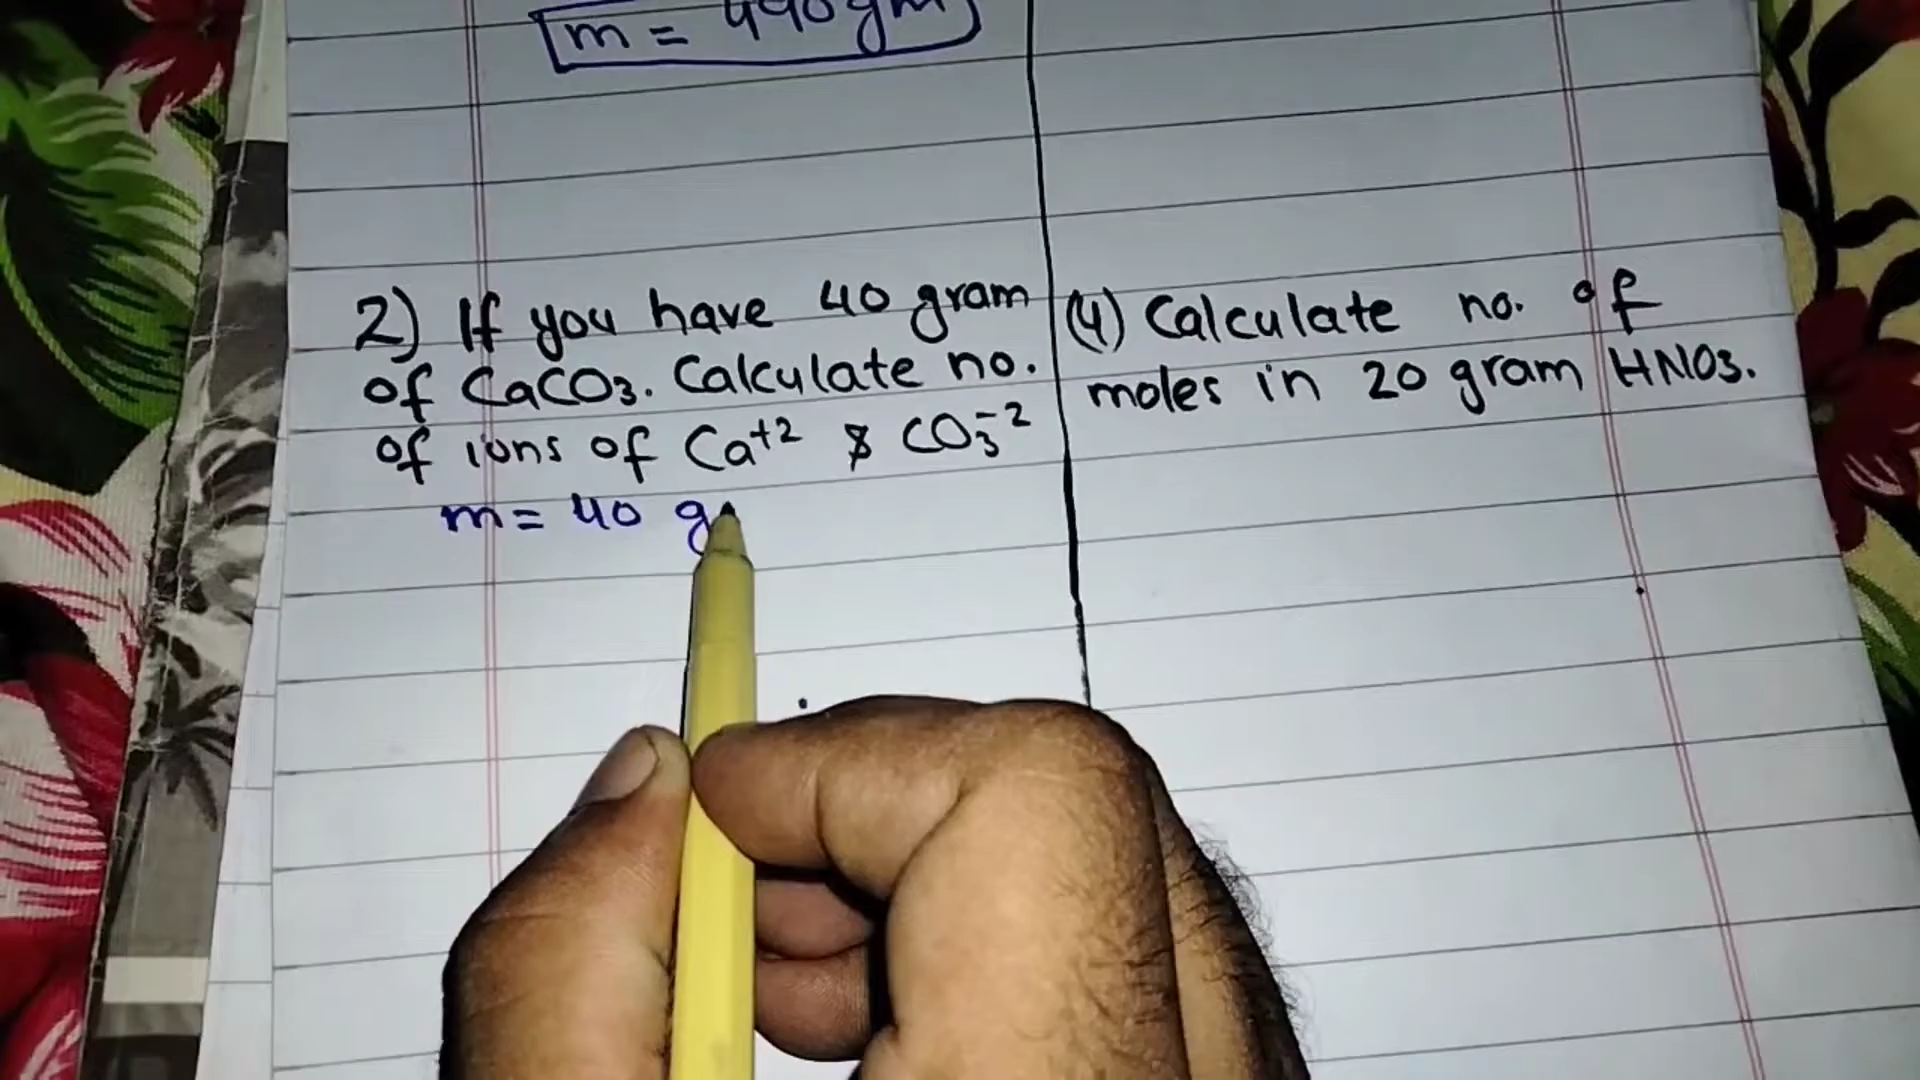 m = 490 gm
2) If you have 40 gram
of CaCO3. Calculate no.
of ions of Ca+2 & CO3-2
m = 40 g
(4) Calculate no. of
moles in 20 gram HNO3.